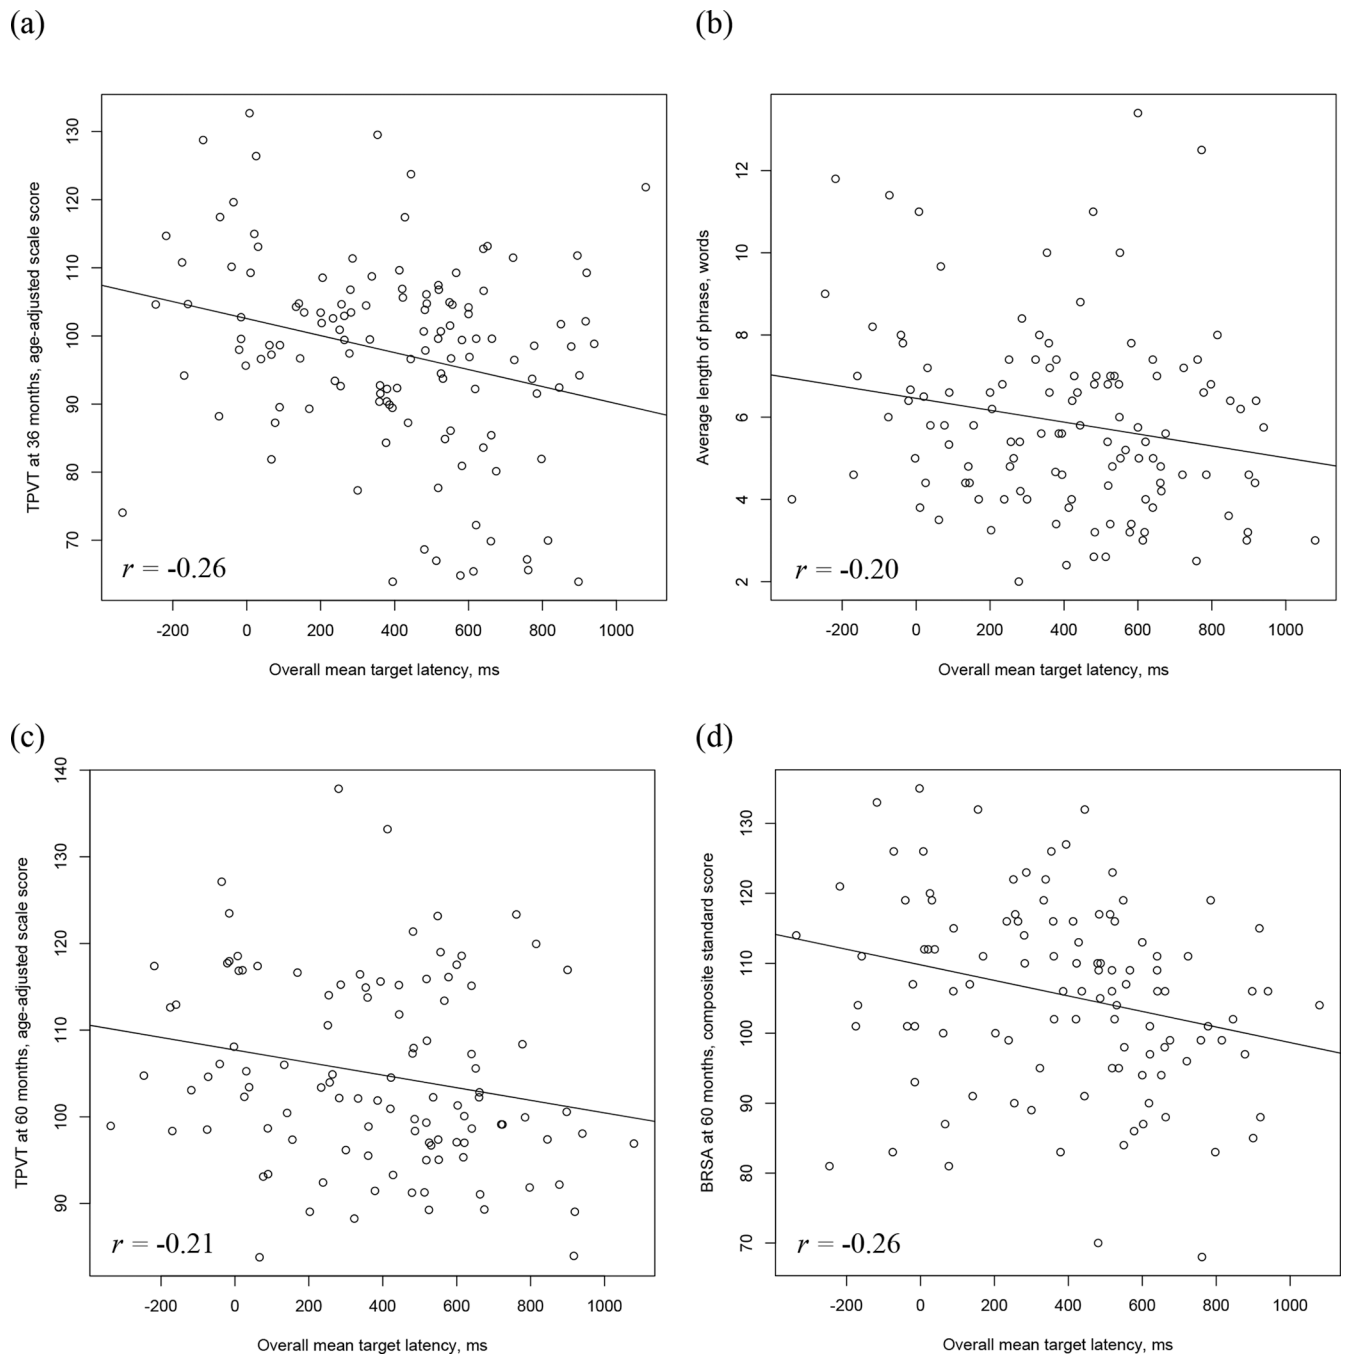 (a)
130
120
110
100
90
80
70
TPVT at 36 months, age-adjusted scale score
r = -0.26
-200 0 200 400 600 800 1000
Overall mean target latency, ms
(b)
12
10
8
6
4
2
Average length of phrase, words
r = -0.20
-200 0 200 400 600 800 1000
Overall mean target latency, ms
(c)
140
130
120
110
100
90
TPVT at 60 months, age-adjusted scale score
r = -0.21
-200 0 200 400 600 800 1000
Overall mean target latency, ms
(d)
130
120
110
100
90
80
70
BRSA at 60 months, composite standard score
r = -0.26
-200 0 200 400 600 800 1000
Overall mean target latency, ms